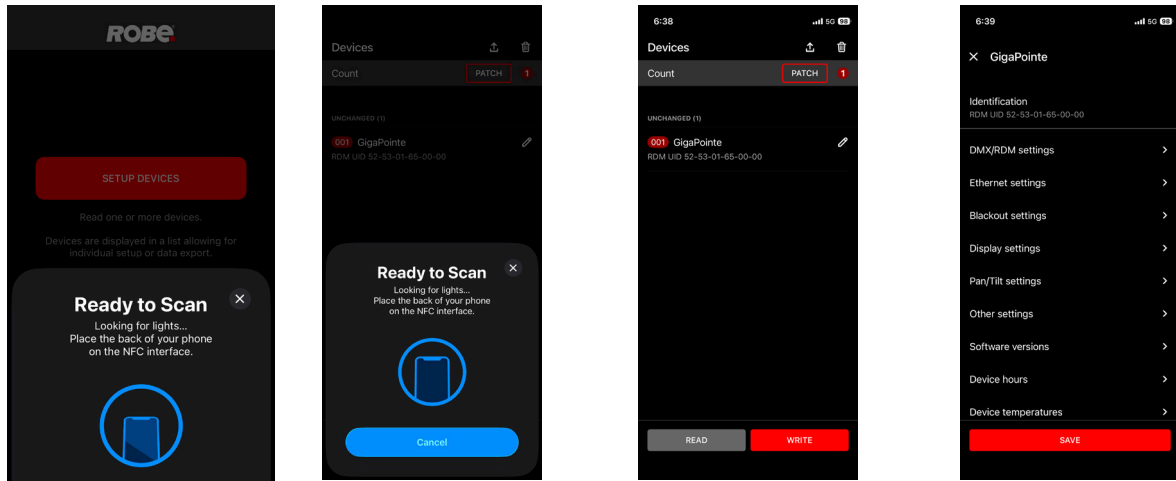 ROBE
SETUP DEVICES
Read one or more devices.
Devices are displayed in a list allowing for
individual setup or data export.
Ready to Scan
Looking for lights...
Place the back of your phone
on the NFC interface.
Devices
Count
PATCH
1
UNCHANGED (1)
001 GigaPointe
RDM UID 52-53-01-65-00-00
Ready to Scan
Looking for lights...
Place the back of your phone
on the NFC interface.
Cancel
6:38
5G 98
Devices
Count
PATCH
1
UNCHANGED (1)
001 GigaPointe
RDM UID 52-53-01-65-00-00
READ
WRITE
6:39
5G 98
GigaPointe
Identification
RDM UID 52-53-01-65-00-00
DMX/RDM settings
Ethernet settings
Blackout settings
Display settings
Pan/Tilt settings
Other settings
Software versions
Device hours
Device temperatures
SAVE